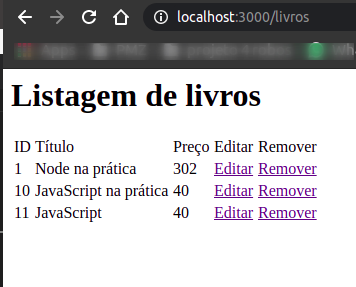 localhost:3000/livros
Apps
Listagem de livros
ID Título Preço Editar Remover
1 Node na prática 302 Editar Remover
10 JavaScript na prática 40 Editar Remover
11 JavaScript 40 Editar Remover